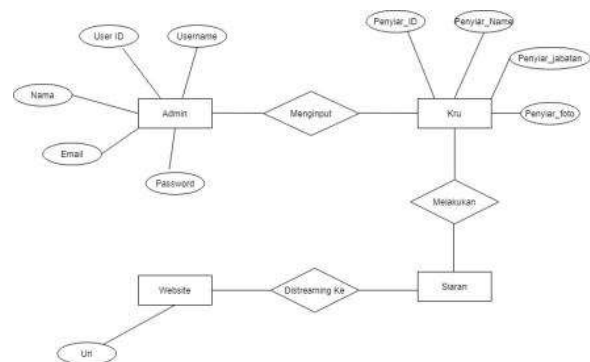 Penyiar_ID
Penyiar_Name
User ID
Username
Penyiar_jabatan
Nama
Admin
Menginput
Kru
Penyiar_foto
Email
Password
Melakukan
Website
Distreaming Ke
Siaran
Url